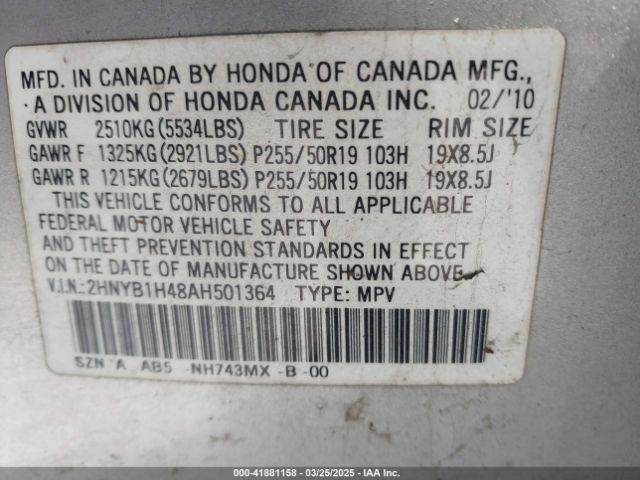 MFD. IN CANADA BY HONDA OF CANADA MFG.,
A DIVISION OF HONDA CANADA INC. 02/'10
GVWR 2510KG(5534LBS) TIRE SIZE RIM SIZE
GAWR F 1325KG(2921LBS) P255/50R19 103H 19X8.5J
GAWR R 1215KG(2679LBS) P255/50R19 103H 19X8.5J
THIS VEHICLE CONFORMS TO ALL APPLICABLE
FEDERAL MOTOR VEHICLE SAFETY
AND THEFT PREVENTION STANDARDS IN EFFECT
ON THE DATE OF MANUFACTURE SHOWN ABOVE.
V.I.N.:2HNYB1H48AH501364 TYPE: MPV
SZN A AB5 -NH743MX -B -00
00-41881158 — 03/25/2025 — IAA Inc.